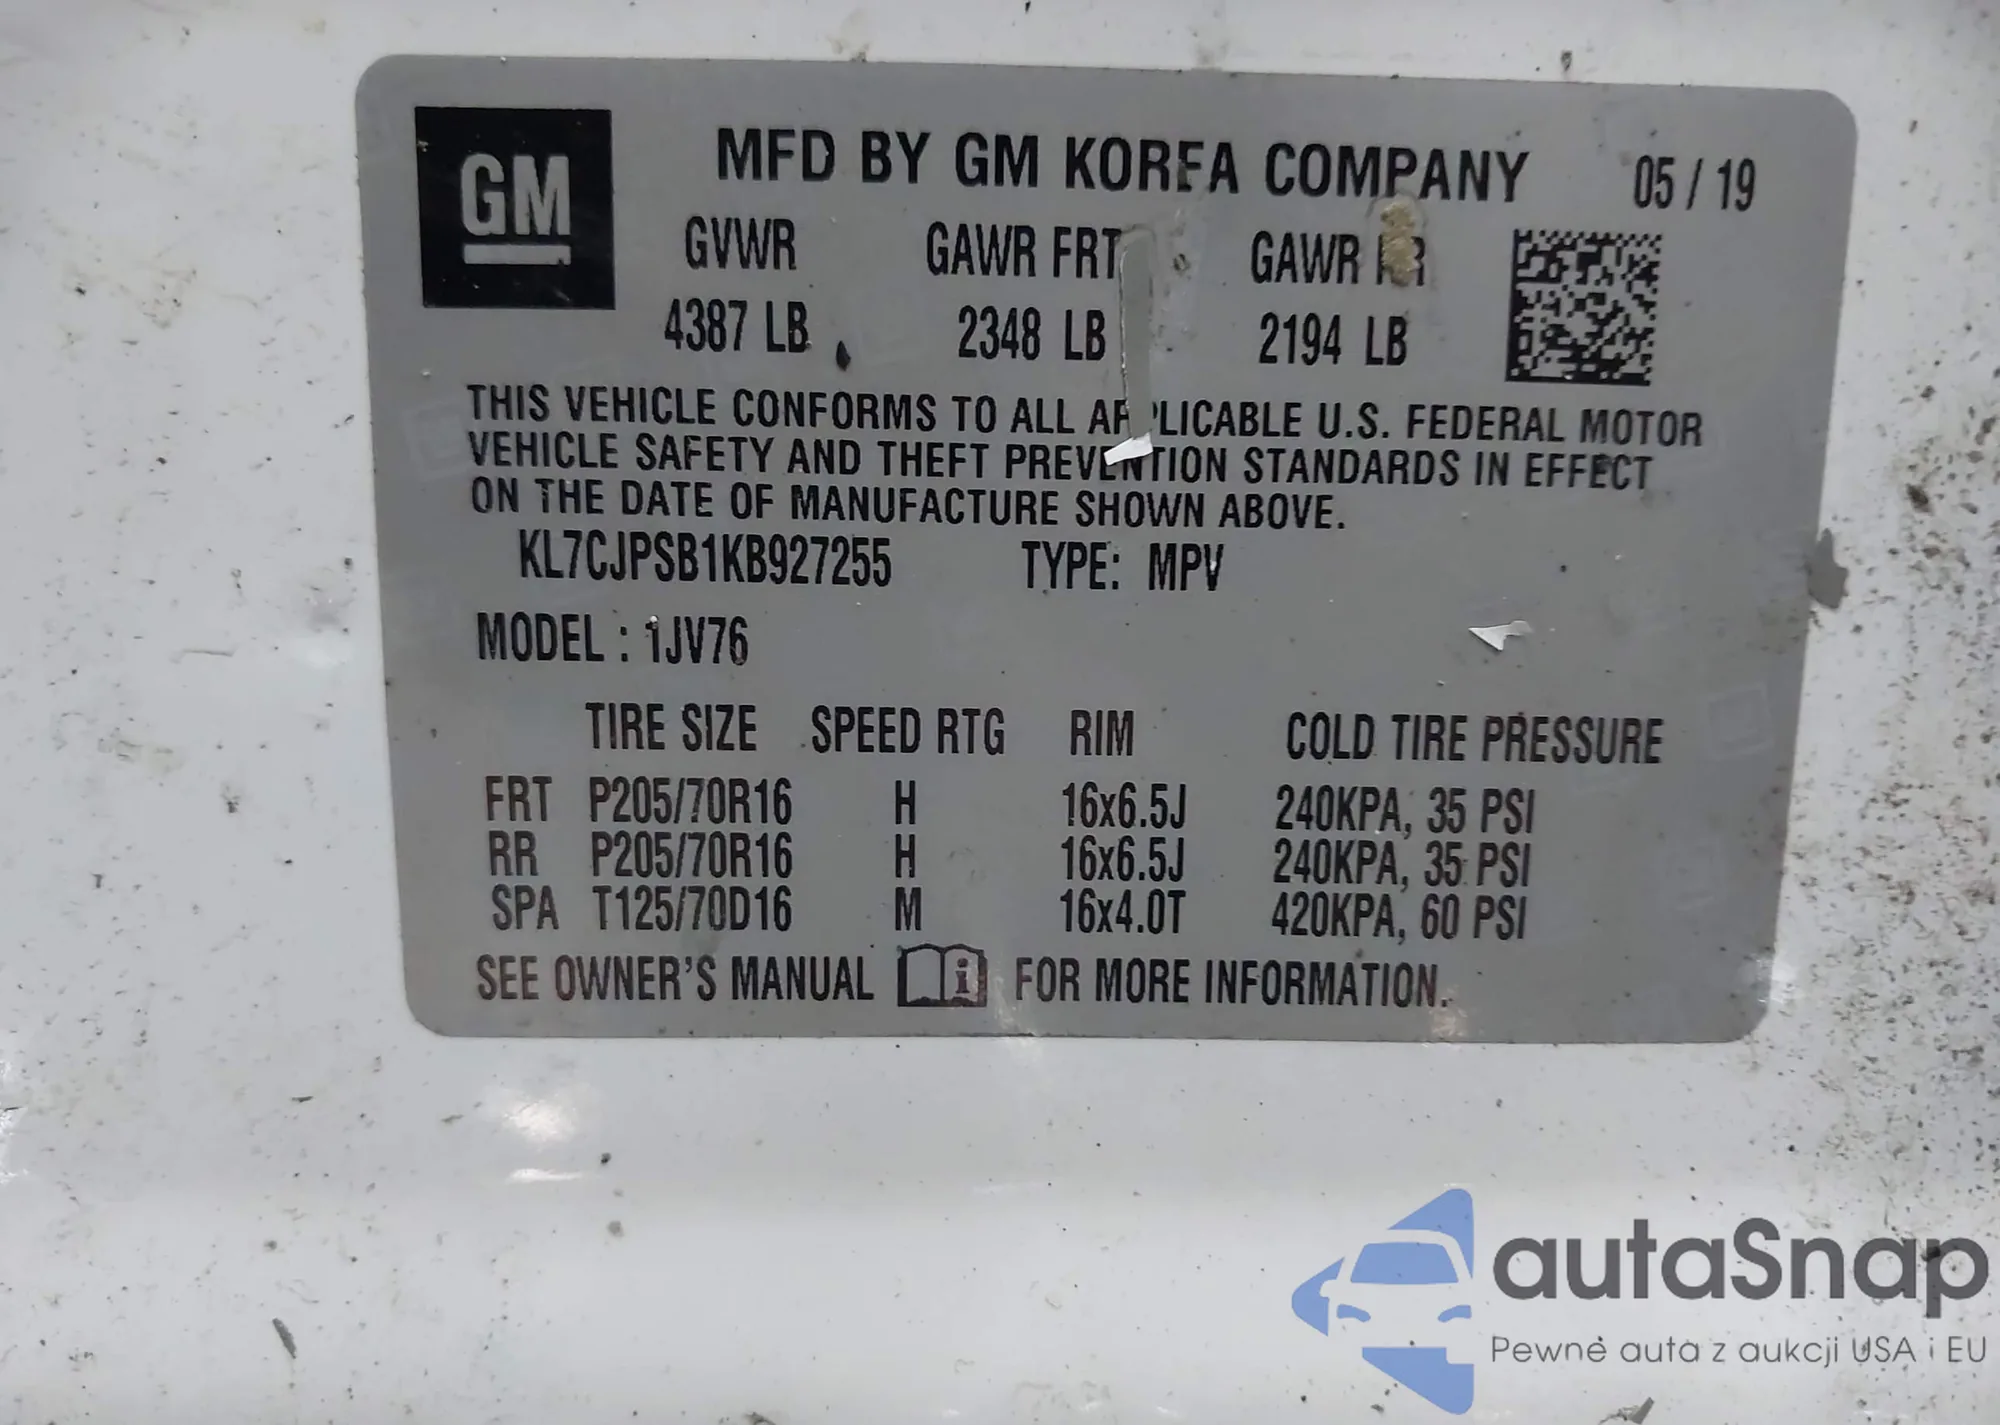 GM
MFD BY GM KOREA COMPANY 05 / 19
GVWR GAWR FRT GAWR RR
4387 LB 2348 LB 2194 LB
THIS VEHICLE CONFORMS TO ALL APPLICABLE U.S. FEDERAL MOTOR
VEHICLE SAFETY AND THEFT PREVENTION STANDARDS IN EFFECT
ON THE DATE OF MANUFACTURE SHOWN ABOVE.
KL7CJPSB1KB927255 TYPE: MPV
MODEL : 1JV76
TIRE SIZE SPEED RTG RIM COLD TIRE PRESSURE
FRT P205/70R16 H 16x6.5J 240KPA, 35 PSI
RR P205/70R16 H 16x6.5J 240KPA, 35 PSI
SPA T125/70D16 M 16x4.0T 420KPA, 60 PSI
SEE OWNER'S MANUAL i FOR MORE INFORMATION.
autaSnap
Pewne auta z aukcji USA i EU